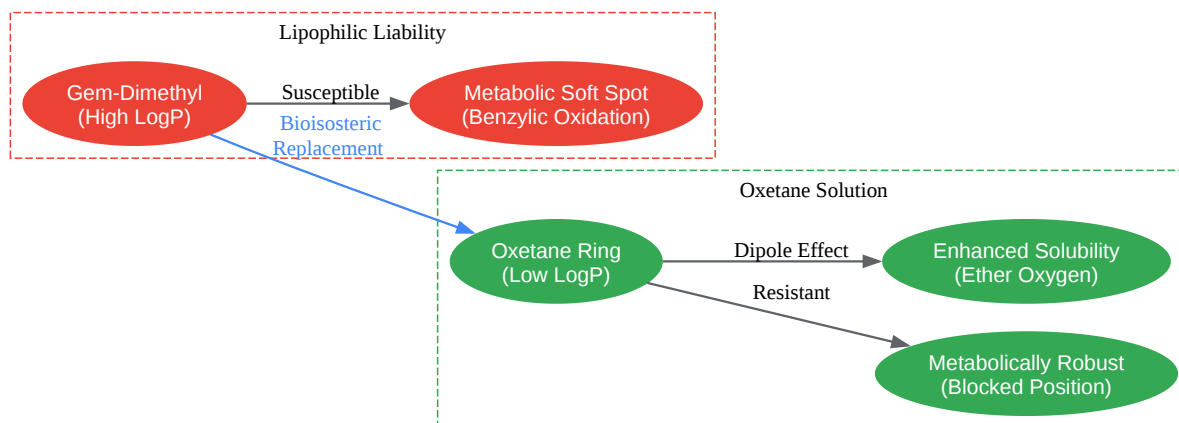 Lipophilic Liability
Gem-Dimethyl
(High LogP)
Susceptible
Metabolic Soft Spot
(Benzylic Oxidation)
Bioisosteric
Replacement
Oxetane Solution
Oxetane Ring
(Low LogP)
Dipole Effect
Enhanced Solubility
(Ether Oxygen)
Resistant
Metabolically Robust
(Blocked Position)